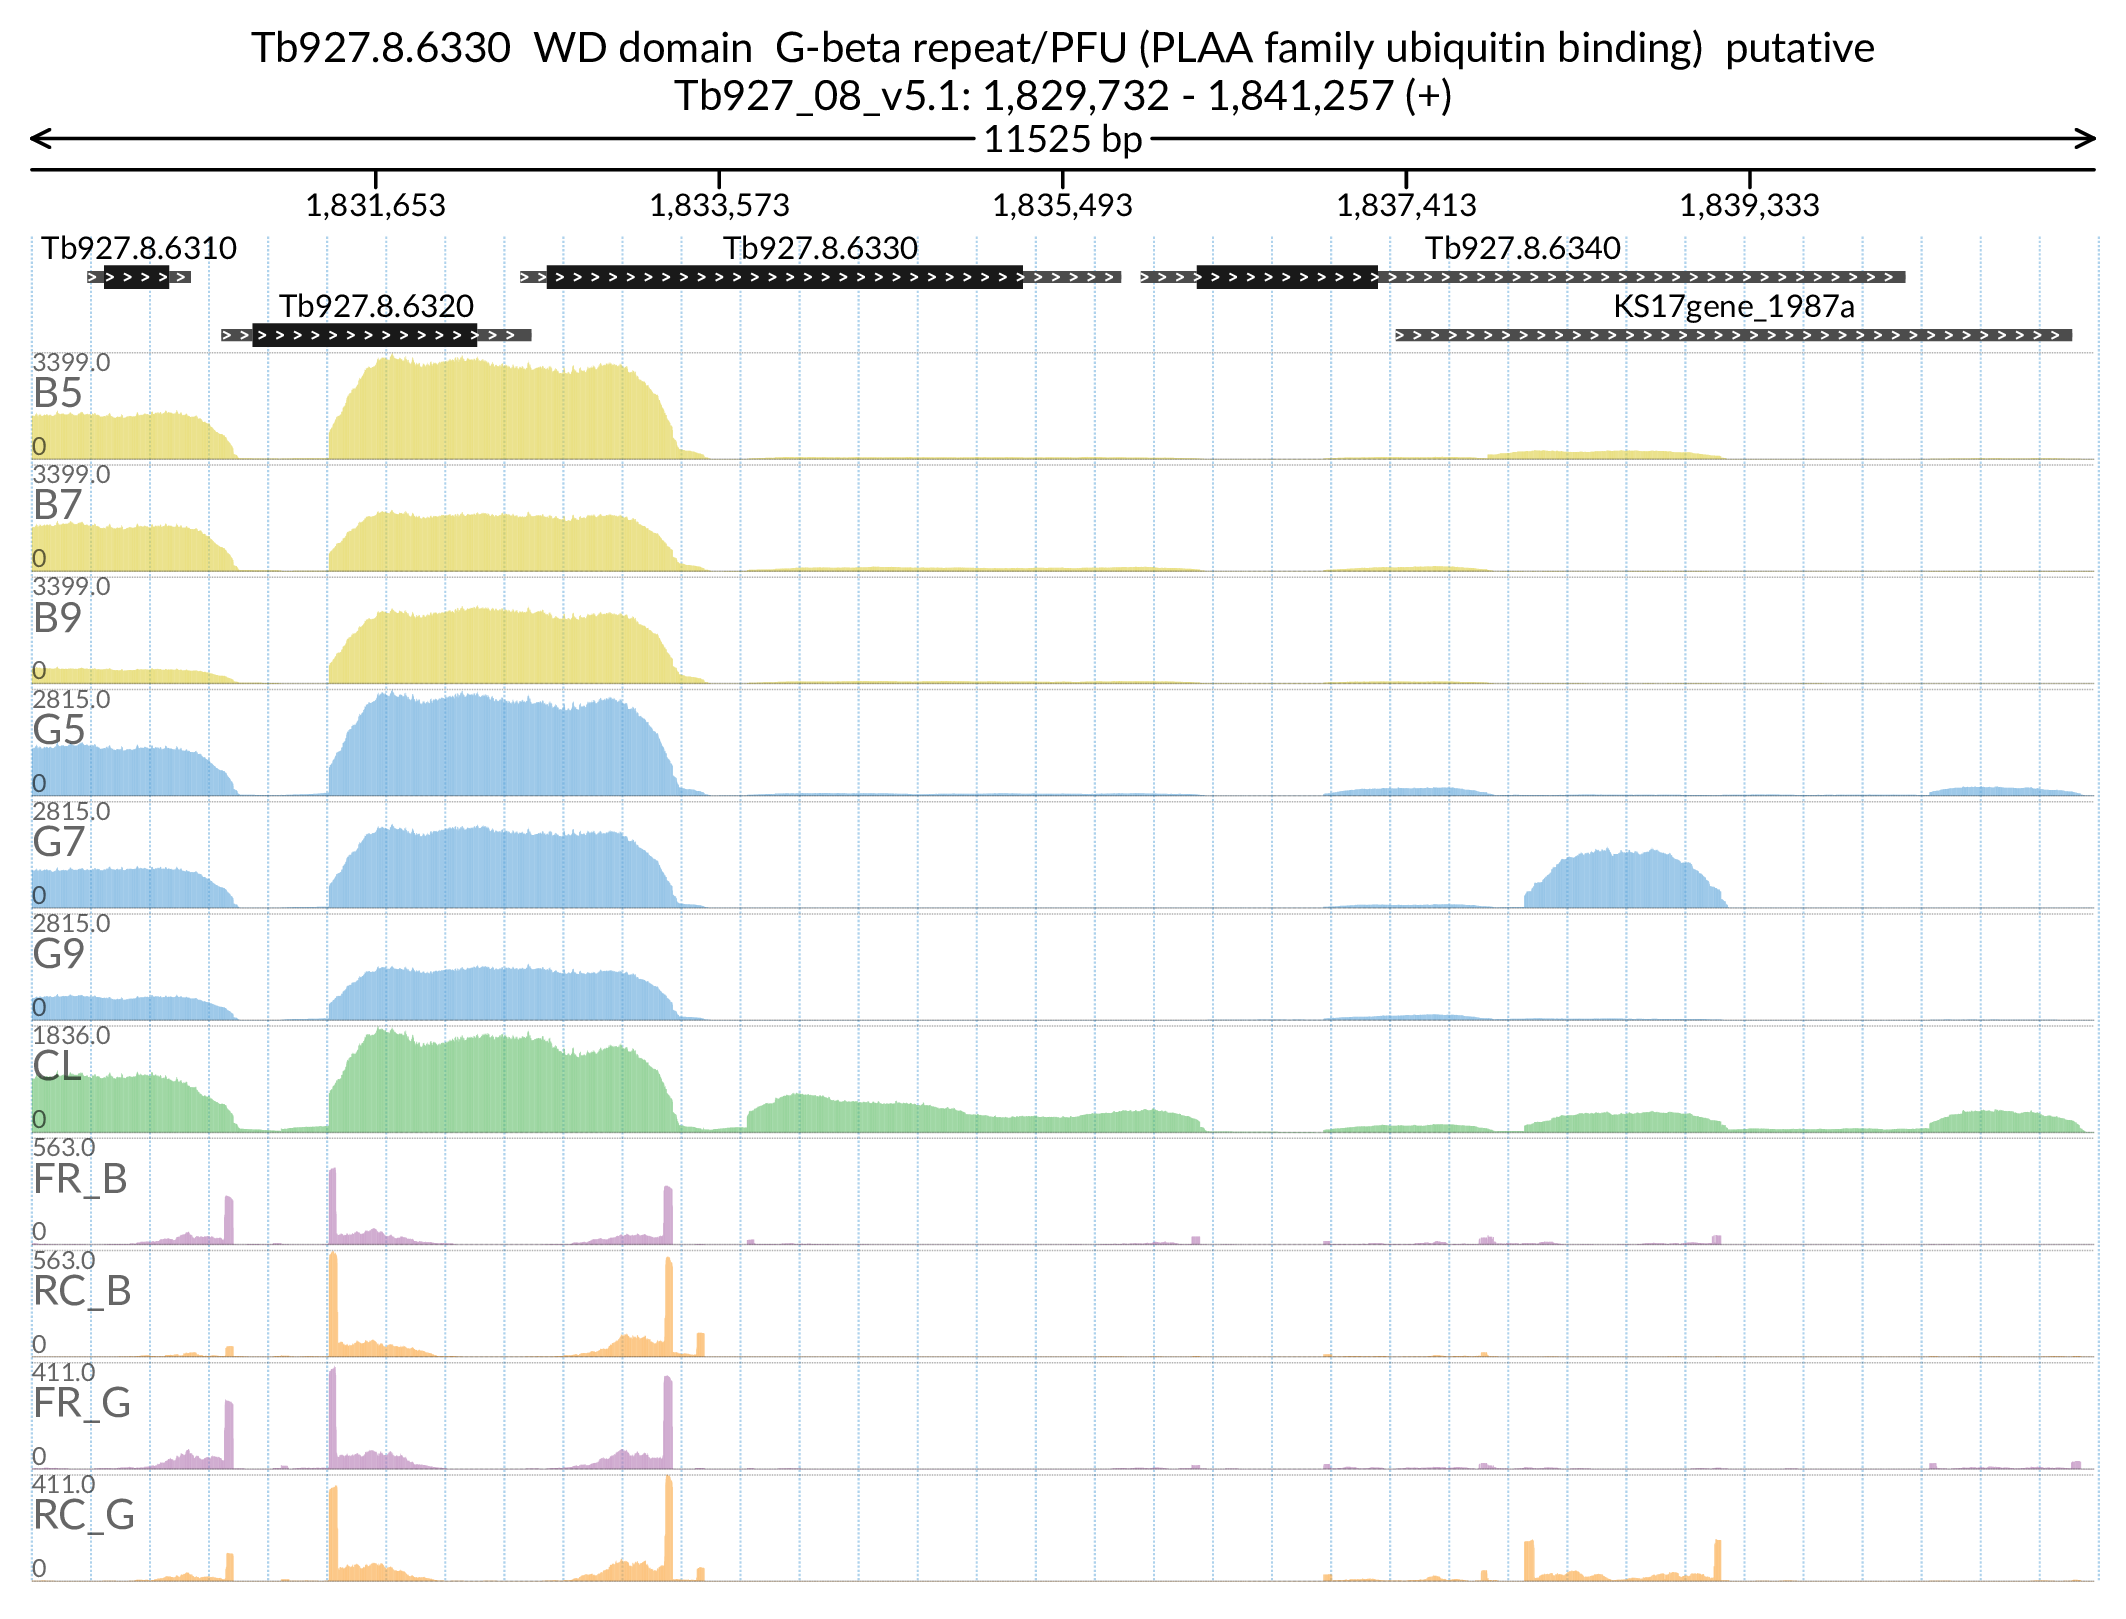 Tb927.8.6330  WD domain  G-beta repeat/PFU (PLAA family ubiquitin binding)  putative
Tb927_08_v5.1: 1,829,732 - 1,841,257 (+)
11525 bp
1,831,653 1,833,573 1,835,493 1,837,413 1,839,333
Tb927.8.6310 Tb927.8.6330 Tb927.8.6340
Tb927.8.6320 KS17gene_1987a
3399.0
B5
0
3399.0
B7
0
3399.0
B9
0
2815.0
G5
0
2815.0
G7
0
2815.0
G9
0
1836.0
CL
0
563.0
FR_B
0
563.0
RC_B
0
411.0
FR_G
0
411.0
RC_G
0